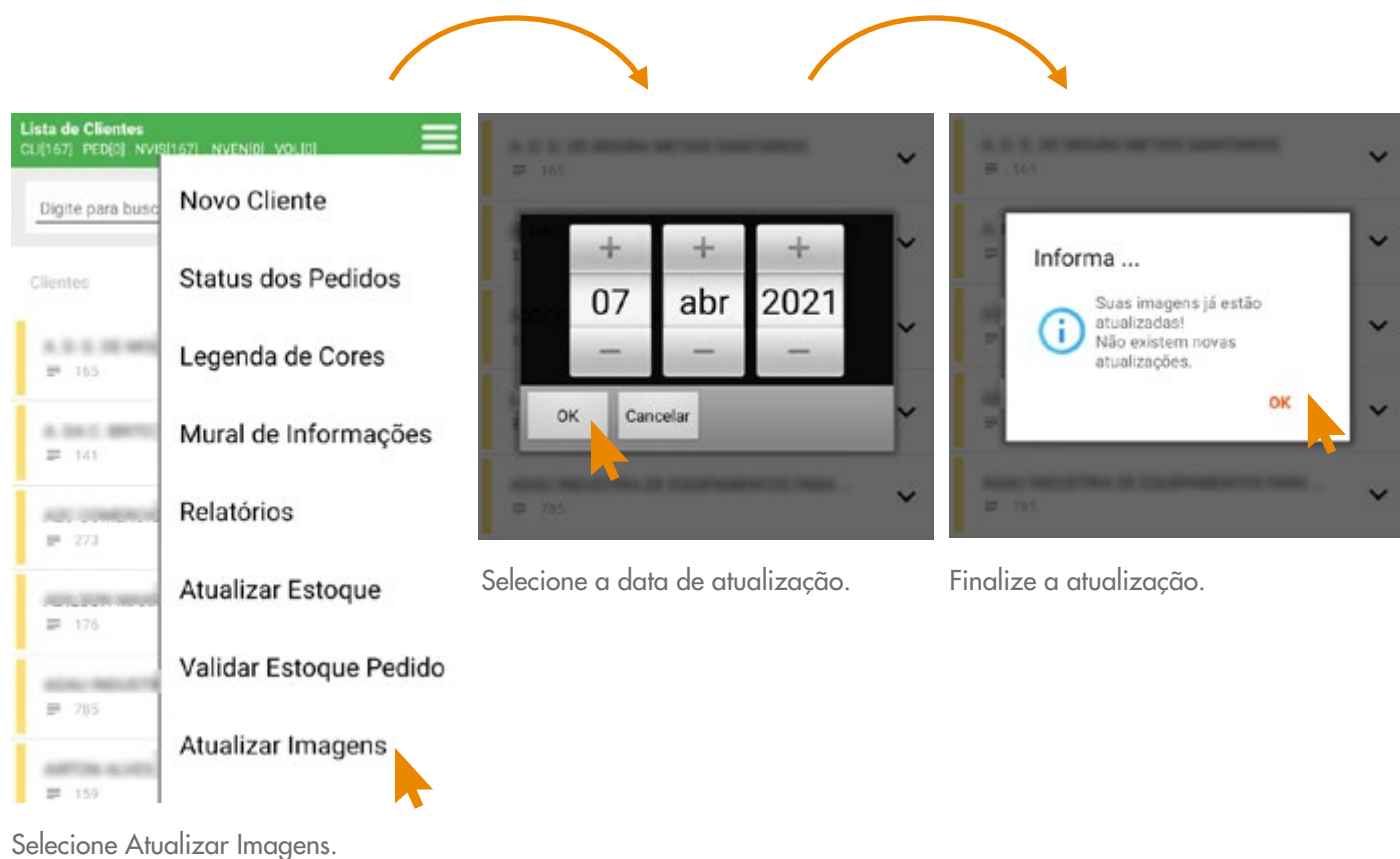 Lista de Clientes
CLI[167] PED[0] NVIS[167] NVEN[0] VOL[0]
Digite para busc
Clientes
165
141
273
176
785
159
Novo Cliente
Status dos Pedidos
Legenda de Cores
Mural de Informações
Relatórios
Atualizar Estoque
Validar Estoque Pedido
Atualizar Imagens
Selecione Atualizar Imagens.
165
+ + +
07 abr 2021
— — —
OK Cancelar
785
Selecione a data de atualização.
165
Informa ...
Suas imagens já estão
atualizadas!
Não existem novas
atualizações.
OK
785
Finalize a atualização.